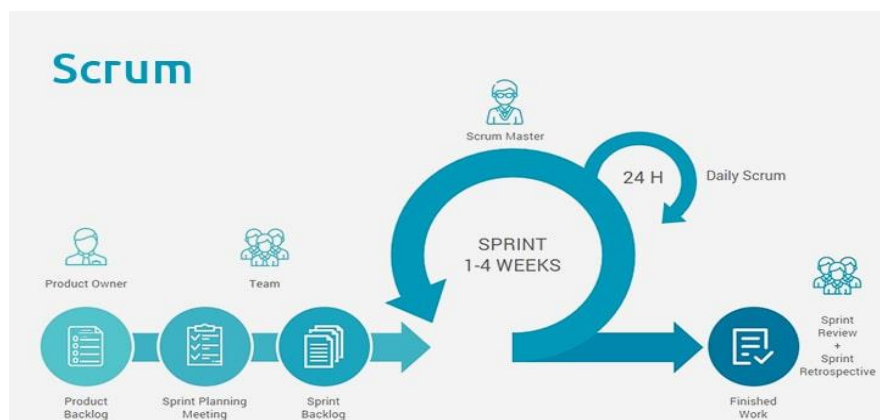 Scrum
Scrum Master
24 H
Daily Scrum
SPRINT
1-4 WEEKS
Product Owner
Team
Product
Backlog
Sprint Planning
Meeting
Sprint
Backlog
Finished
Work
Sprint
Review
+
Sprint
Retrospective